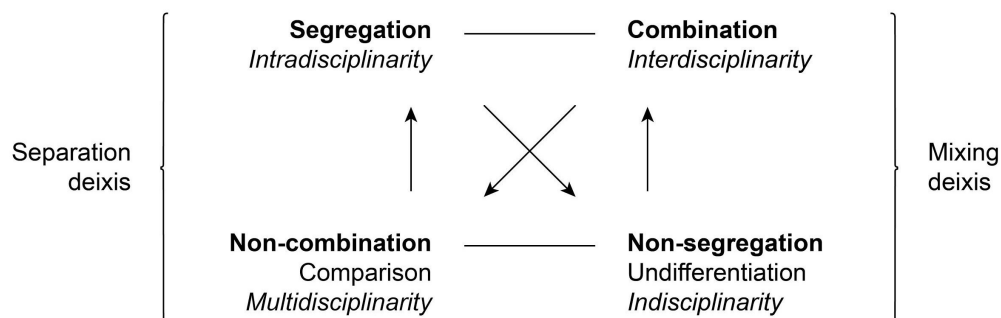 Segregation
Intradisciplinarity
Combination
Interdisciplinarity
Separation
deixis
Mixing
deixis
Non-combination
Comparison
Multidisciplinarity
Non-segregation
Undifferentiation
Indisciplinarity